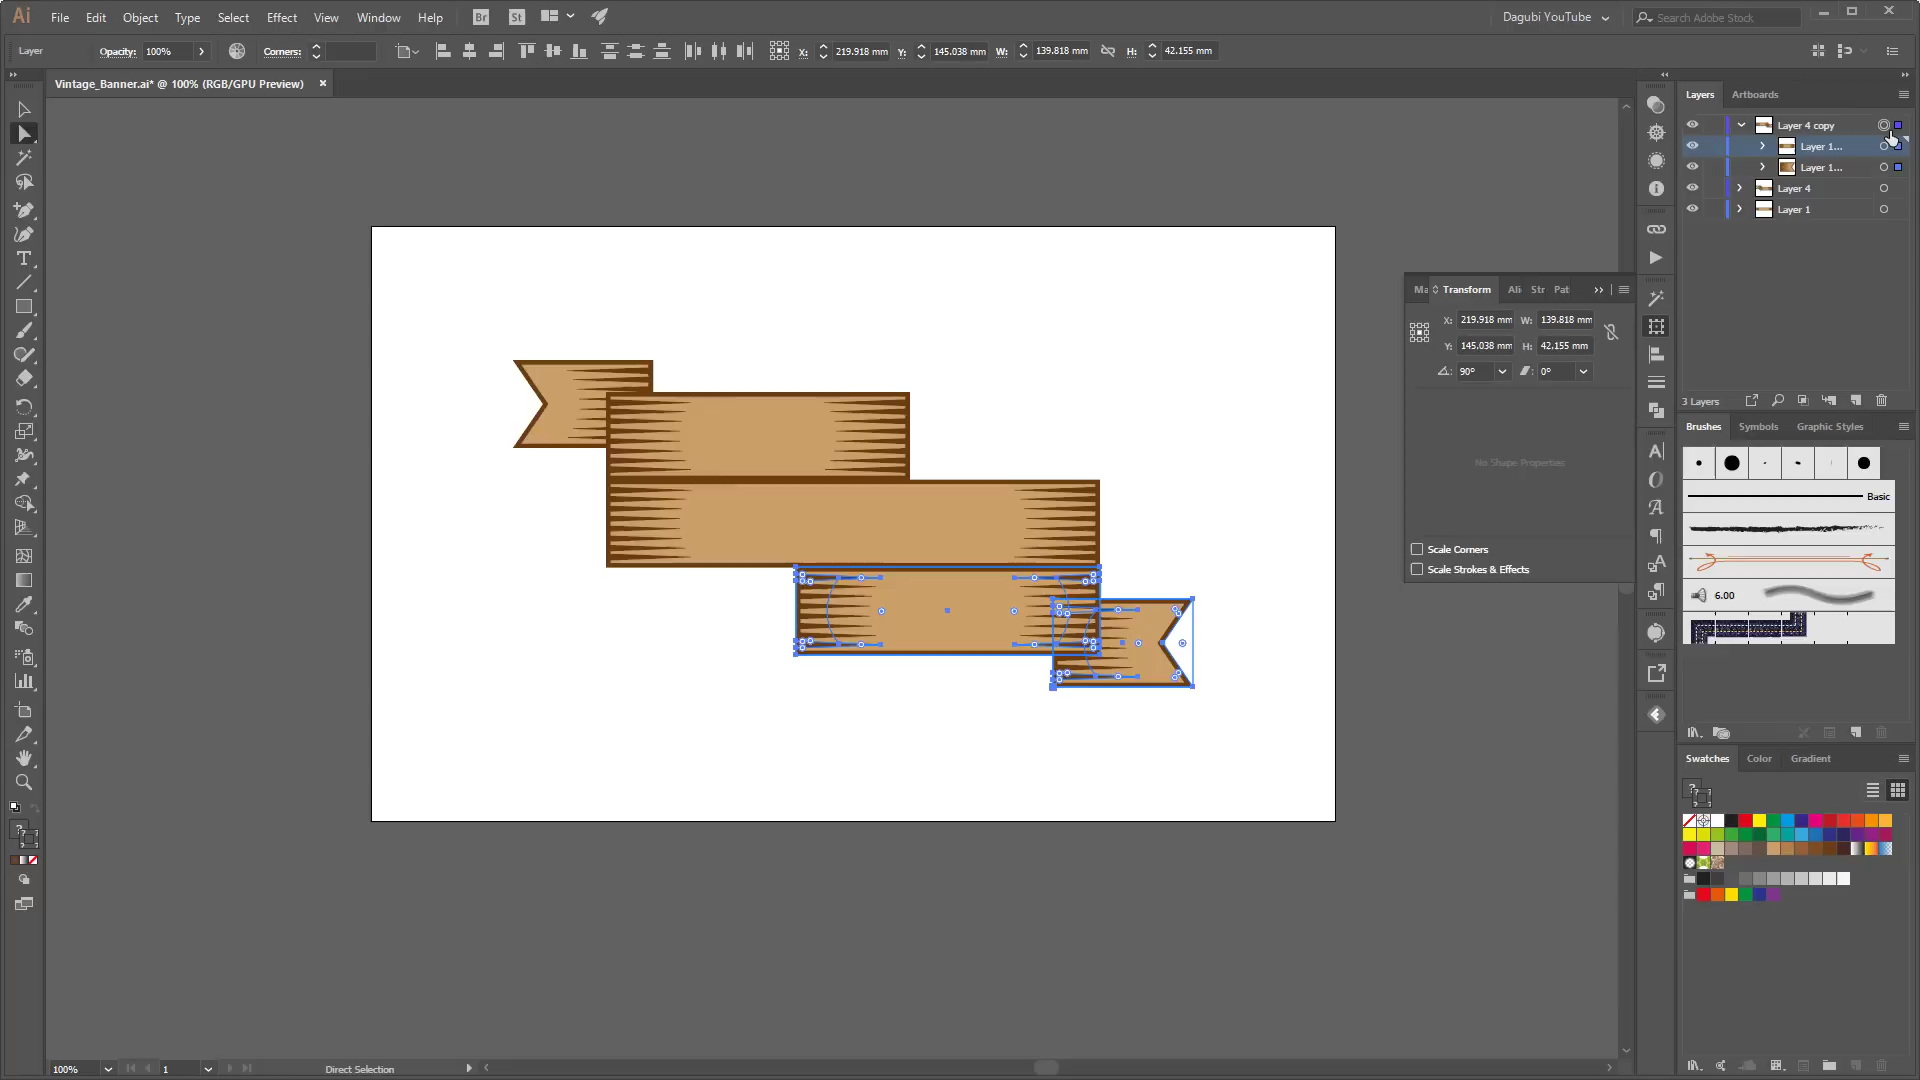 Ai File Edit Object Type Select Effect View Window Help Br St Dagubi YouTube Search Adobe Stock
Layer Opacity: 100% Corners: X: 219.918 mm Y: 145.038 mm W: 139.818 mm H: 42.155 mm
Vintage_Banner.ai* @ 100% (RGB/GPU Preview)
Layers Artboards
Layer 4 copy
Layer 1...
Layer 1...
Layer 4
Layer 1
Ma Transform Ali Str Pat
X: 219.918 mm W: 139.818 mm
Y: 145.038 mm H: 42.155 mm
90° 0°
3 Layers
Brushes Symbols Graphic Styles
No Shape Properties
Basic
Scale Corners
Scale Strokes & Effects
6.00
Swatches Color Gradient
100% 1 Direct Selection